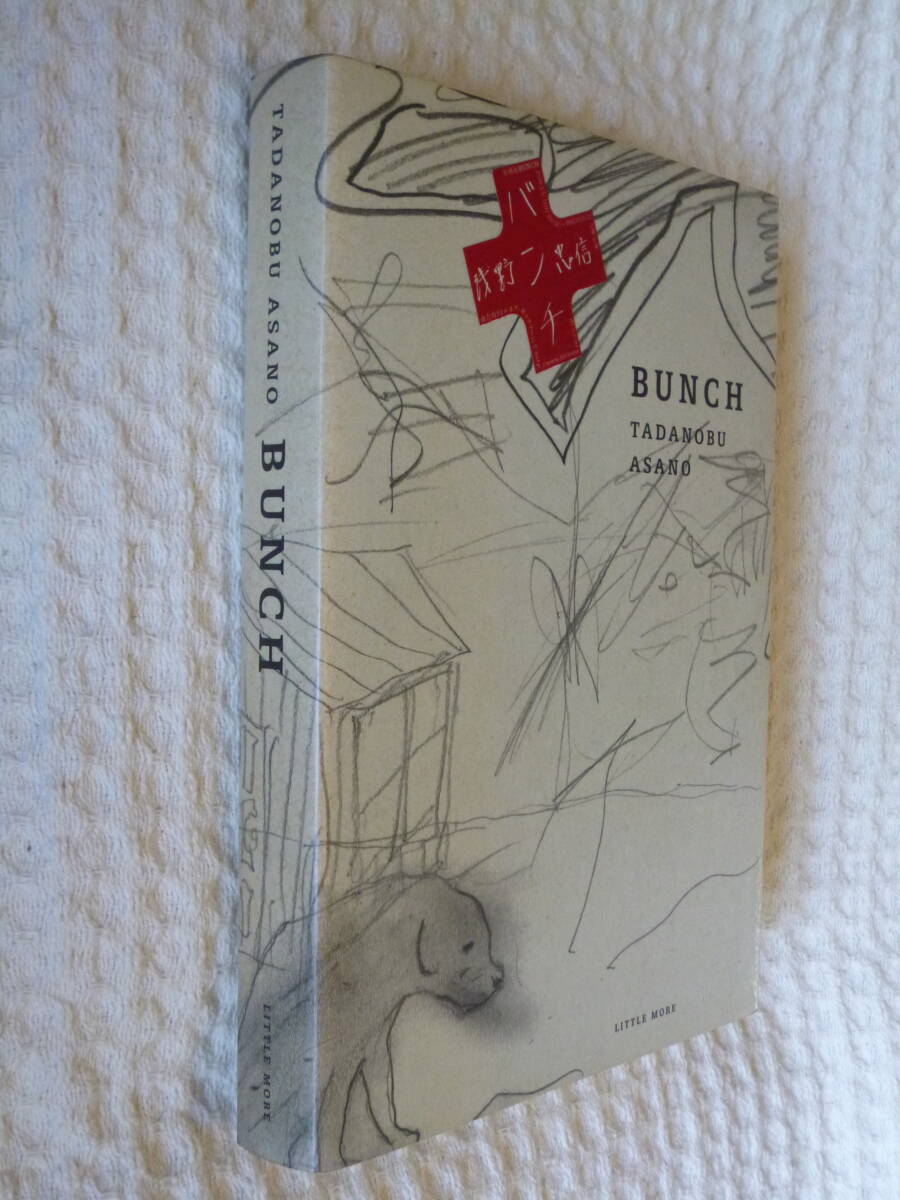 TADANOBU ASANO BUNCH
LITTLE MORE
バンチ
浅野忠信
BUNCH
TADANOBU
ASANO
LITTLE MORE